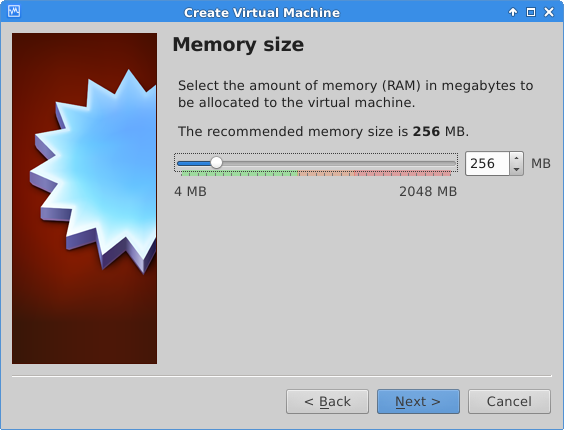 Create Virtual Machine
Memory size
Select the amount of memory (RAM) in megabytes to
be allocated to the virtual machine.
The recommended memory size is 256 MB.
256 MB
4 MB 2048 MB
< Back Next > Cancel